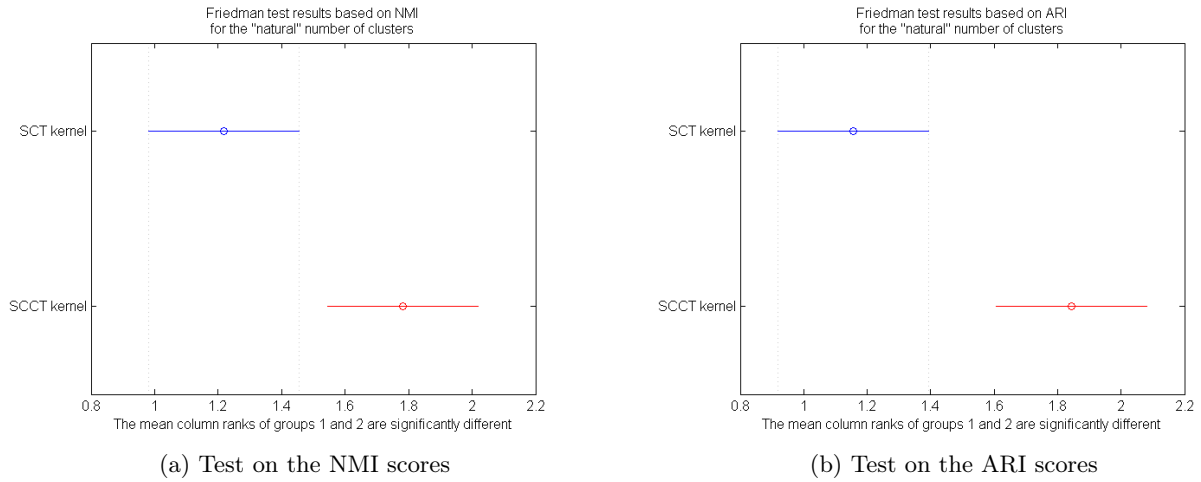 Friedman test results based on NMI
for the "natural" number of clusters
SCT kernel
SCCT kernel
0.8 1 1.2 1.4 1.6 1.8 2 2.2
The mean column ranks of groups 1 and 2 are significantly different
(a) Test on the NMI scores
Friedman test results based on ARI
for the "natural" number of clusters
SCT kernel
SCCT kernel
0.8 1 1.2 1.4 1.6 1.8 2 2.2
The mean column ranks of groups 1 and 2 are significantly different
(b) Test on the ARI scores